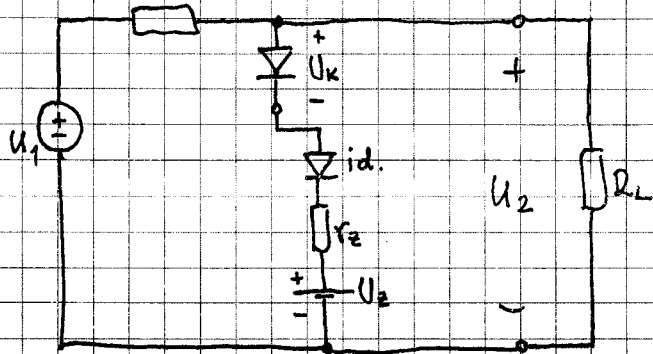 +
U_K
-
+
+
-
U_1
id.
U_2
R_L
r_z
+
U_z
-
-